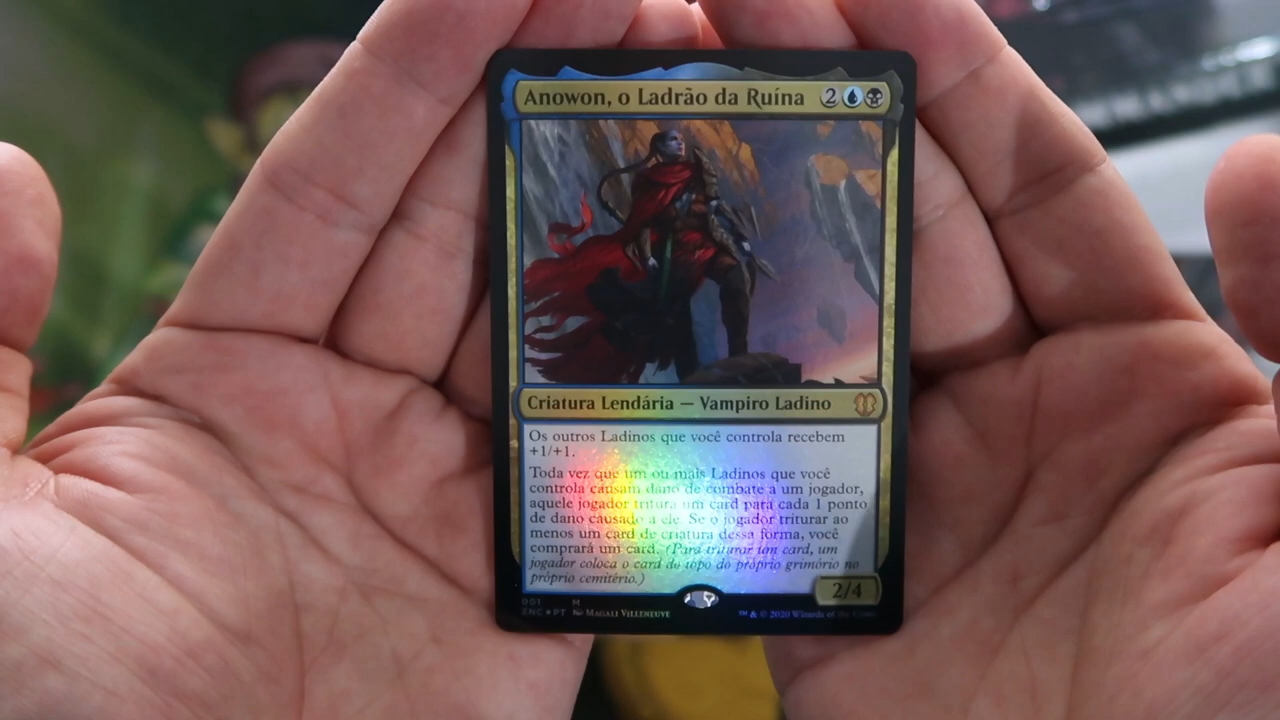 Anowon, o Ladrão da Ruína 2
Criatura Lendária — Vampiro Ladino
Os outros Ladinos que você controla recebem
+1/+1.
Toda vez que um ou mais Ladinos que você
controla causam dano de combate a um jogador,
aquele jogador tritura um card para cada 1 ponto
de dano causado a ele. Se o jogador triturar ao
menos um card de criatura dessa forma, você
comprará um card. (Para triturar um card, um
jogador coloca o card do topo do próprio grimório no
próprio cemitério.)
2/4
001 M
ZNC ★ PT Magali Villeneuve ™ & © 2020 Wizards of the Coast